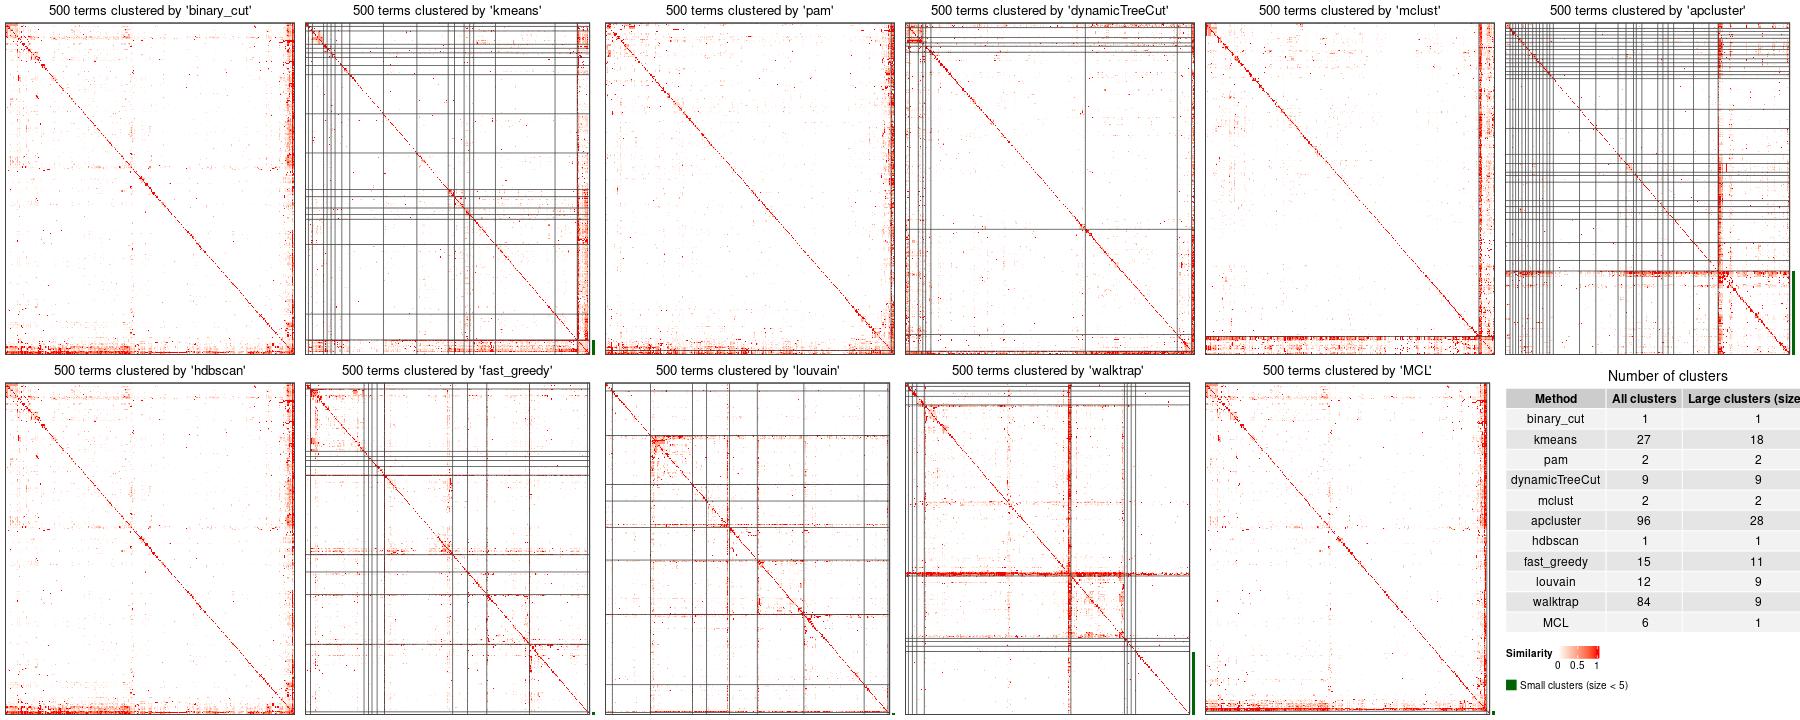 500 terms clustered by 'binary_cut'
500 terms clustered by 'kmeans'
500 terms clustered by 'pam'
500 terms clustered by 'dynamicTreeCut'
500 terms clustered by 'mclust'
500 terms clustered by 'apcluster'
500 terms clustered by 'hdbscan'
500 terms clustered by 'fast_greedy'
500 terms clustered by 'louvain'
500 terms clustered by 'walktrap'
500 terms clustered by 'MCL'
Number of clusters
Method All clusters Large clusters (size
binary_cut 1 1
kmeans 27 18
pam 2 2
dynamicTreeCut 9 9
mclust 2 2
apcluster 96 28
hdbscan 1 1
fast_greedy 15 11
louvain 12 9
walktrap 84 9
MCL 6 1
Similarity
0 0.5 1
Small clusters (size < 5)